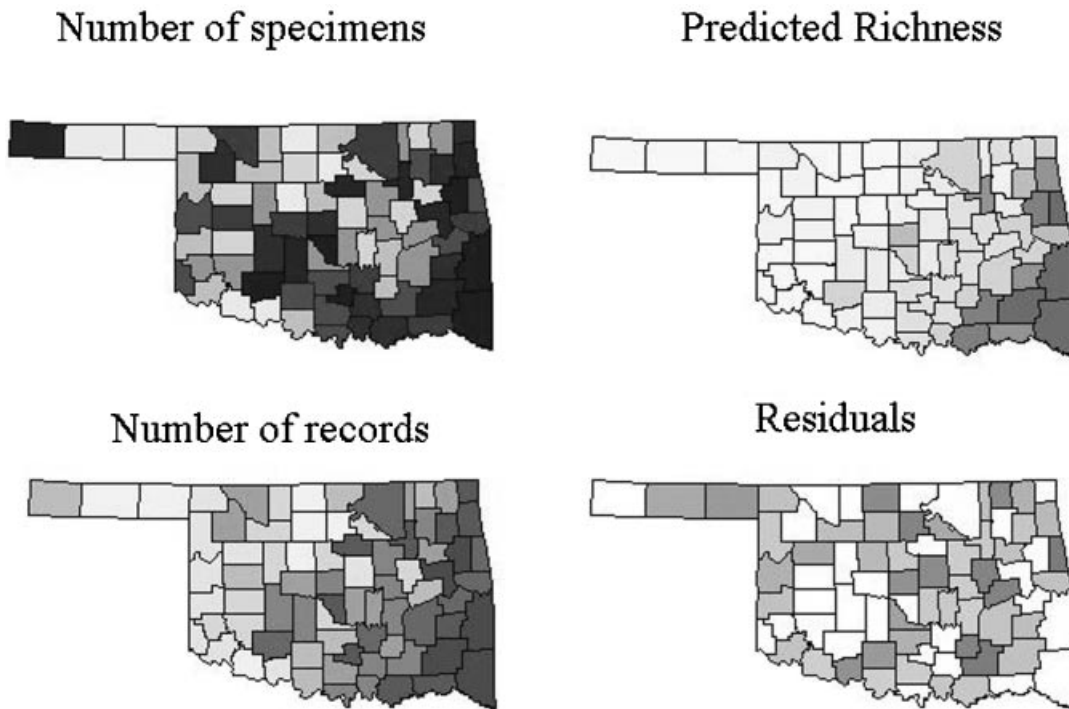 Number of specimens
Predicted Richness
Number of records
Residuals